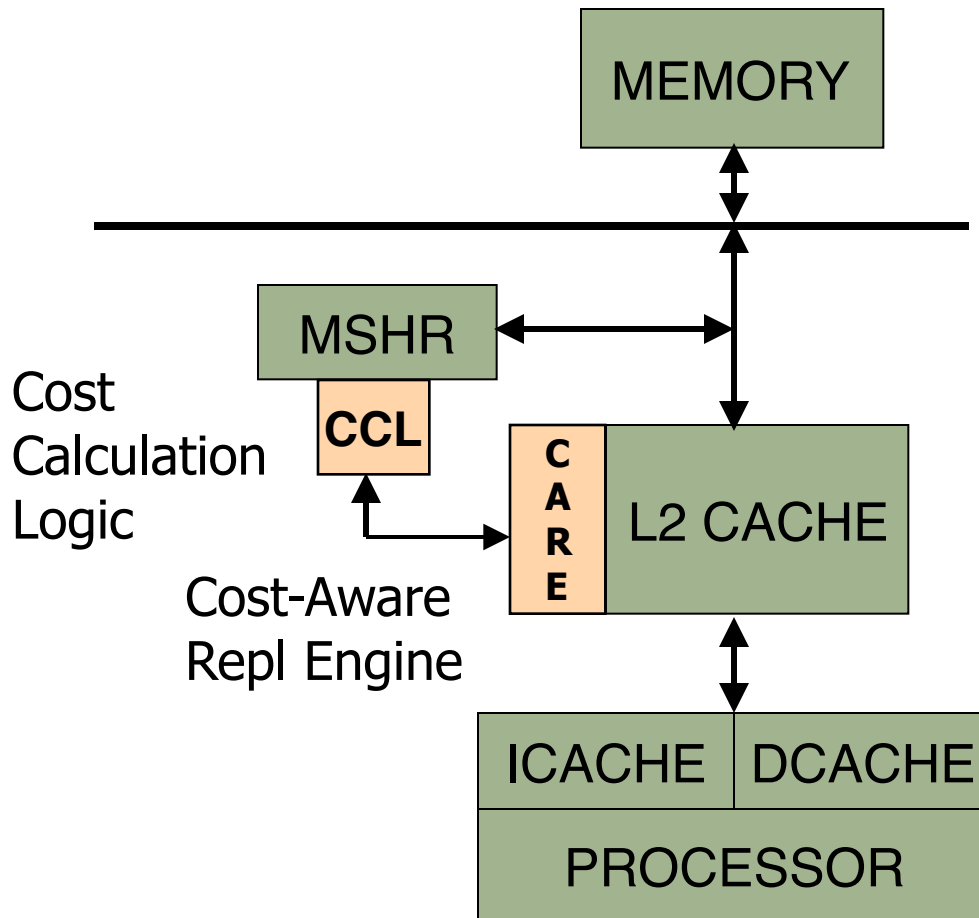 MEMORY
MSHR
Cost
Calculation
Logic
CCL
C
A
R
E
L2 CACHE
Cost-Aware
Repl Engine
ICACHE
DCACHE
PROCESSOR